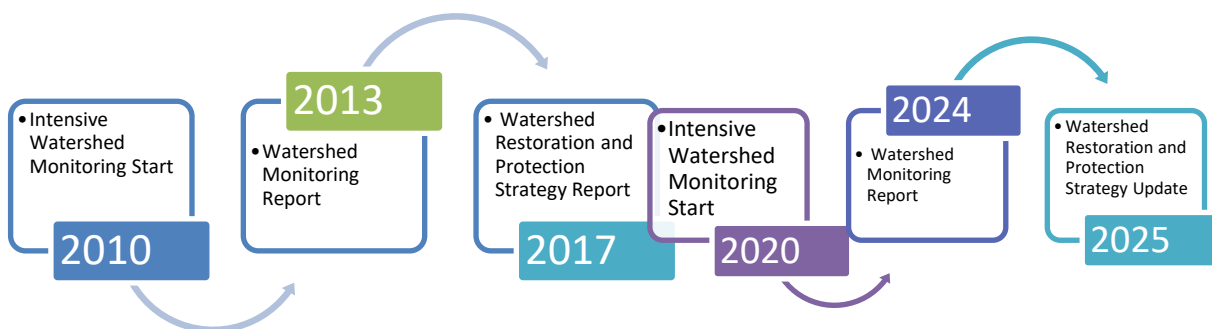 • Intensive
Watershed
Monitoring Start
2010
2013
• Watershed
Monitoring
Report
• Watershed
Restoration and
Protection
Strategy Report
2017
• Intensive
Watershed
Monitoring
Start
2020
2024
• Watershed
Monitoring
Report
• Watershed
Restoration and
Protection
Strategy Update
2025